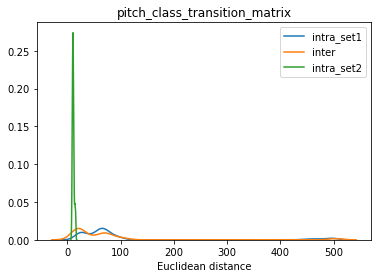 pitch_class_transition_matrix
intra_set1
inter
intra_set2
0.25
0.20
0.15
0.10
0.05
0.00
0
100
200
300
400
500
Euclidean distance